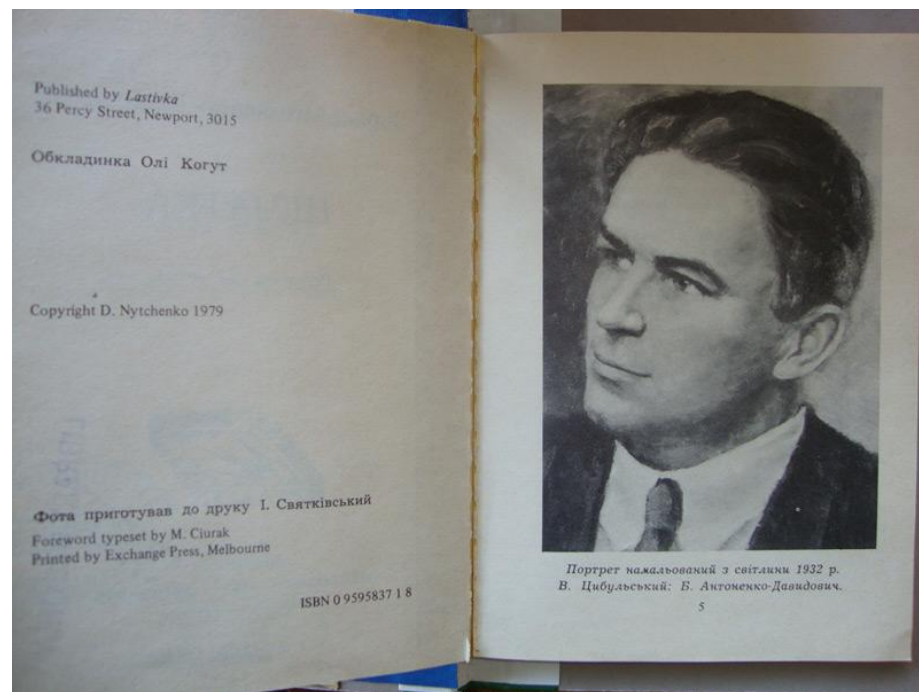 Published by Lastivka
36 Percy Street, Newport, 3015
Обкладинка Олі Когут
Copyright D. Nytchenko 1979
Фота приготував до друку І. Святківський
Foreword typeset by M. Ciurak
Printed by Exchange Press, Melbourne
ISBN 0 9595837 1 8
Портрет намальований з світлини 1932 р.
В. Цибульський: Б. Антоненко-Давидович.
5